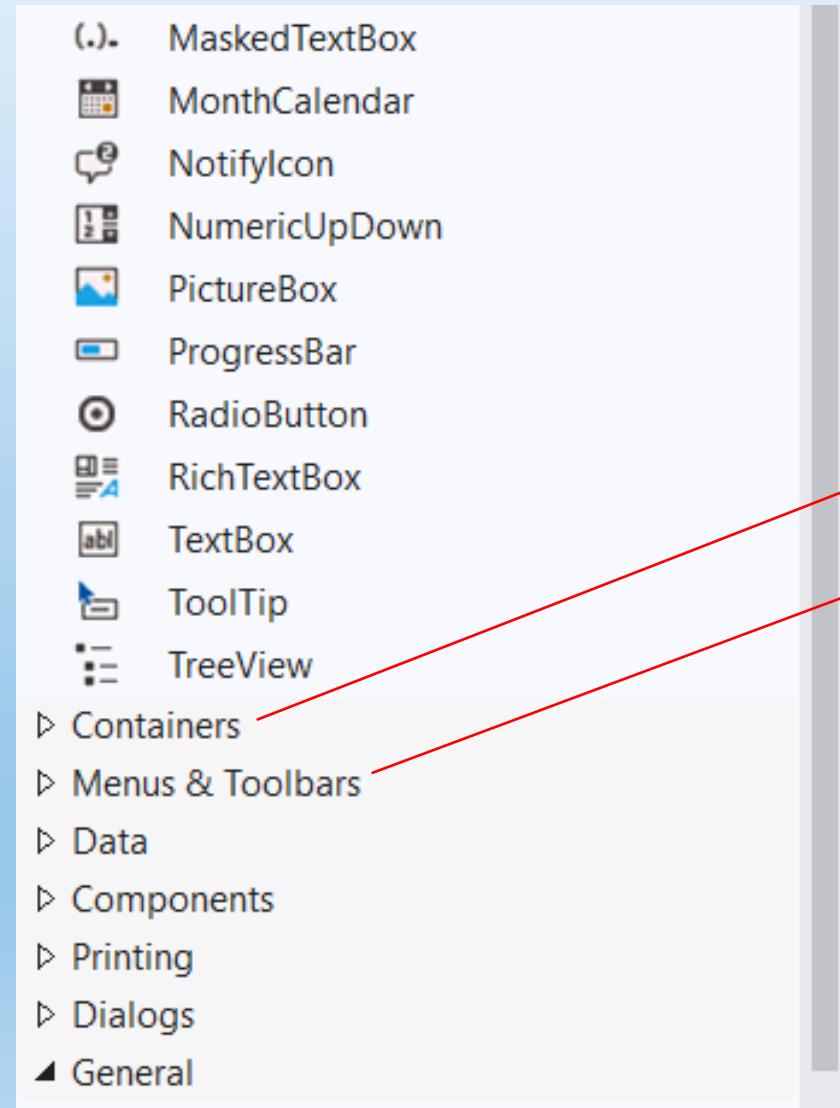 MaskedTextBox
MonthCalendar
NotifyIcon
NumericUpDown
PictureBox
ProgressBar
RadioButton
RichTextBox
TextBox
ToolTip
TreeView
Containers
Menus & Toolbars
Data
Components
Printing
Dialogs
General